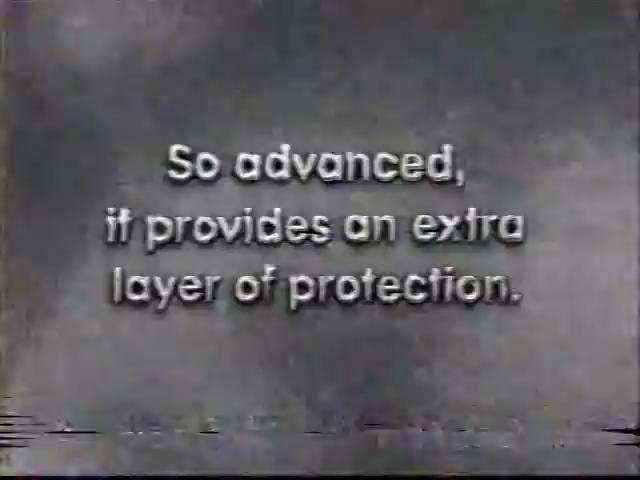 So advanced,
it provides an extra
layer of protection.